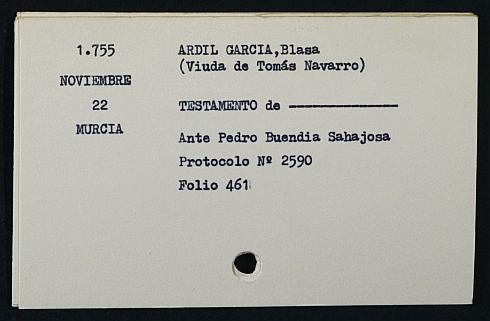 1.755
NOVIEMBRE
22
MURCIA
ARDIL GARCIA,Blasa
(Viuda de Tomás Navarro)
TESTAMENTO de ----------------
Ante Pedro Buendia Sahajosa
Protocolo Nº 2590
Folio 461